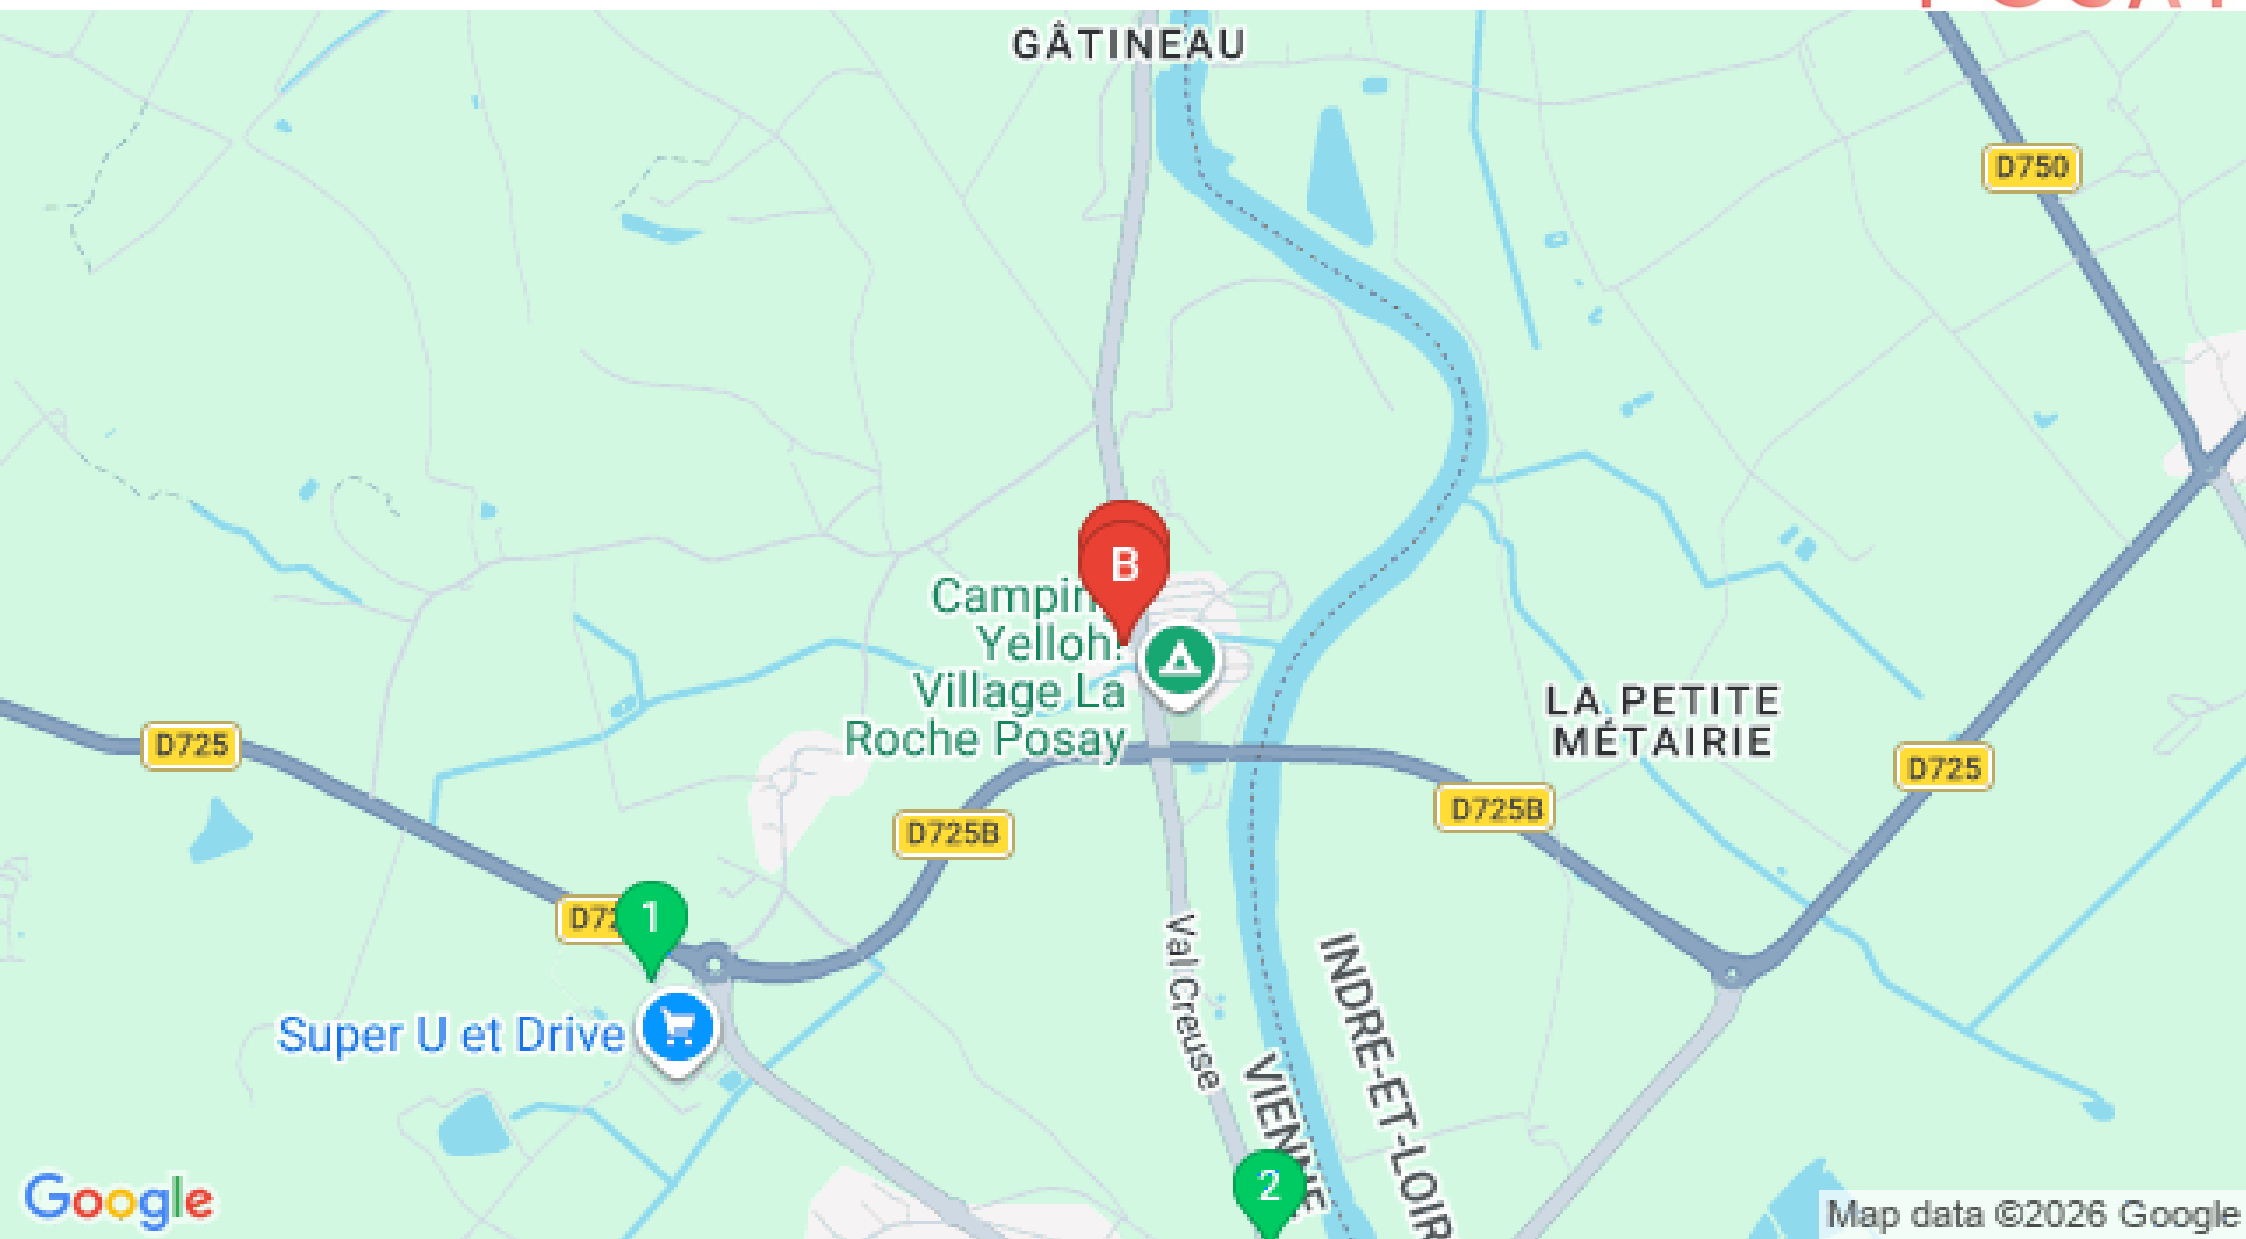 GÂTINEAU
D750
B
Camping
Yelloh!
Village La
Roche Posay
LA PETITE
MÉTAIRIE
D725
D725
D725B
D725B
1
Super U et Drive
Val Creuse
INDRE-ET-LOIR
VIENNE
2
Google
Map data ©2026 Google